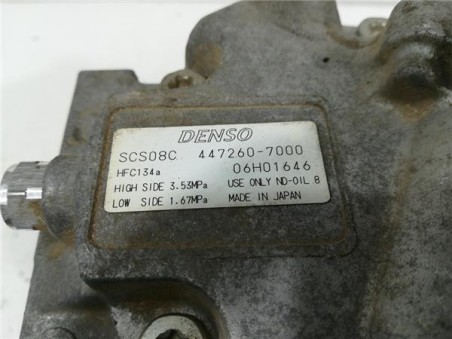 DENSO
SCS08C 447260-7000
HFC134a 06H01646
HIGH SIDE 3.53MPa USE ONLY ND-OIL 8
LOW SIDE 1.67MPa MADE IN JAPAN